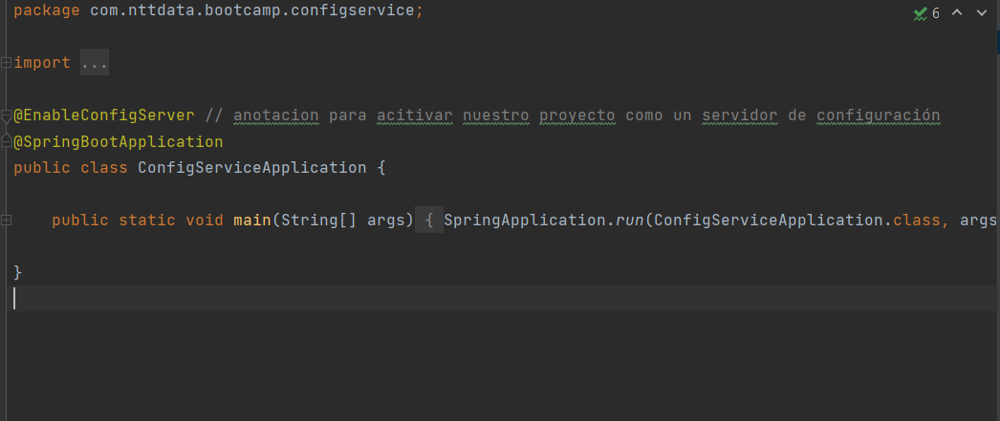 package com.nttdata.bootcamp.configservice;
6
import ...
@EnableConfigServer // anotacion para acitivar nuestro proyecto como un servidor de configuración
@SpringBootApplication
public class ConfigServiceApplication {
public static void main(String[] args) { SpringApplication.run(ConfigServiceApplication.class, args
}